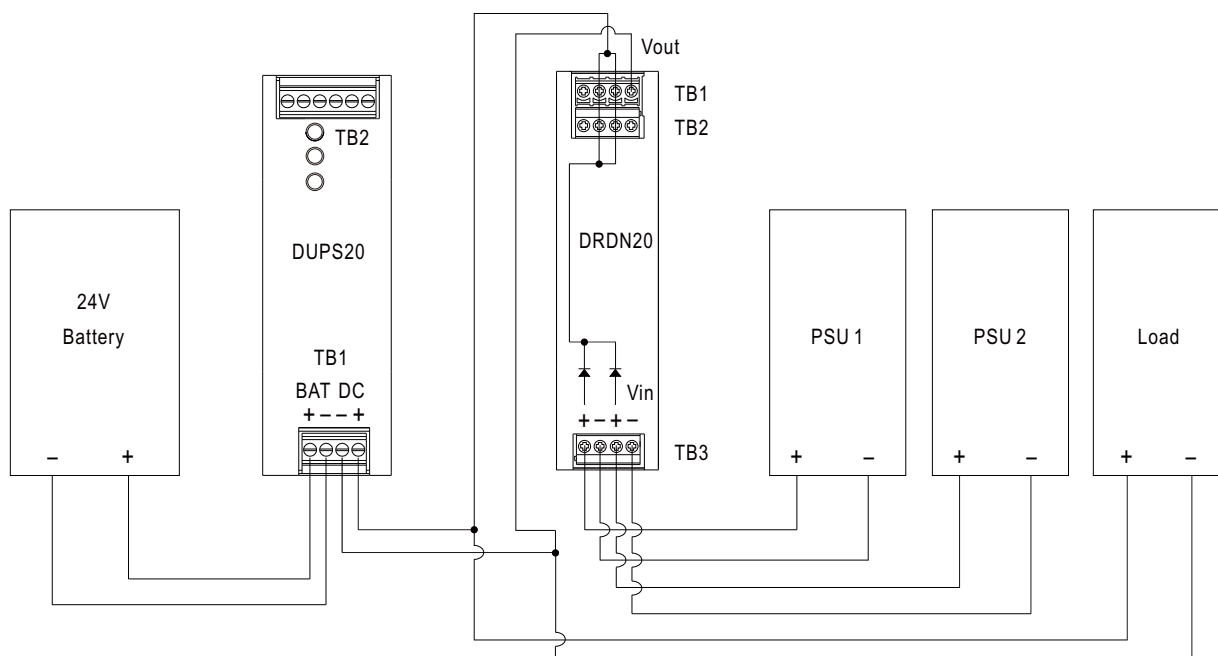 Vout
TB1
TB2
TB2
DUPS20
DRDN20
24V
Battery
PSU 1
PSU 2
Load
TB1
BAT DC
+ – – +
Vin
+ – + –
TB3
– +
+ –
+ –
+ –